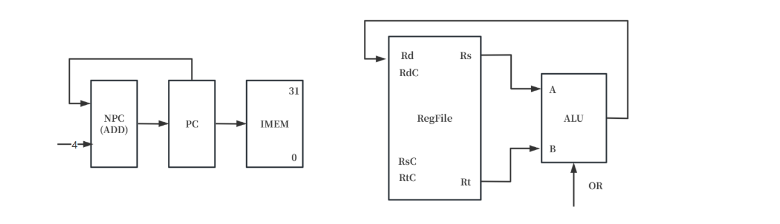 4
NPC
(ADD)
PC
31
IMEM
0
Rd
RdC
Rs
RegFile
RsC
RtC
Rt
A
ALU
B
OR